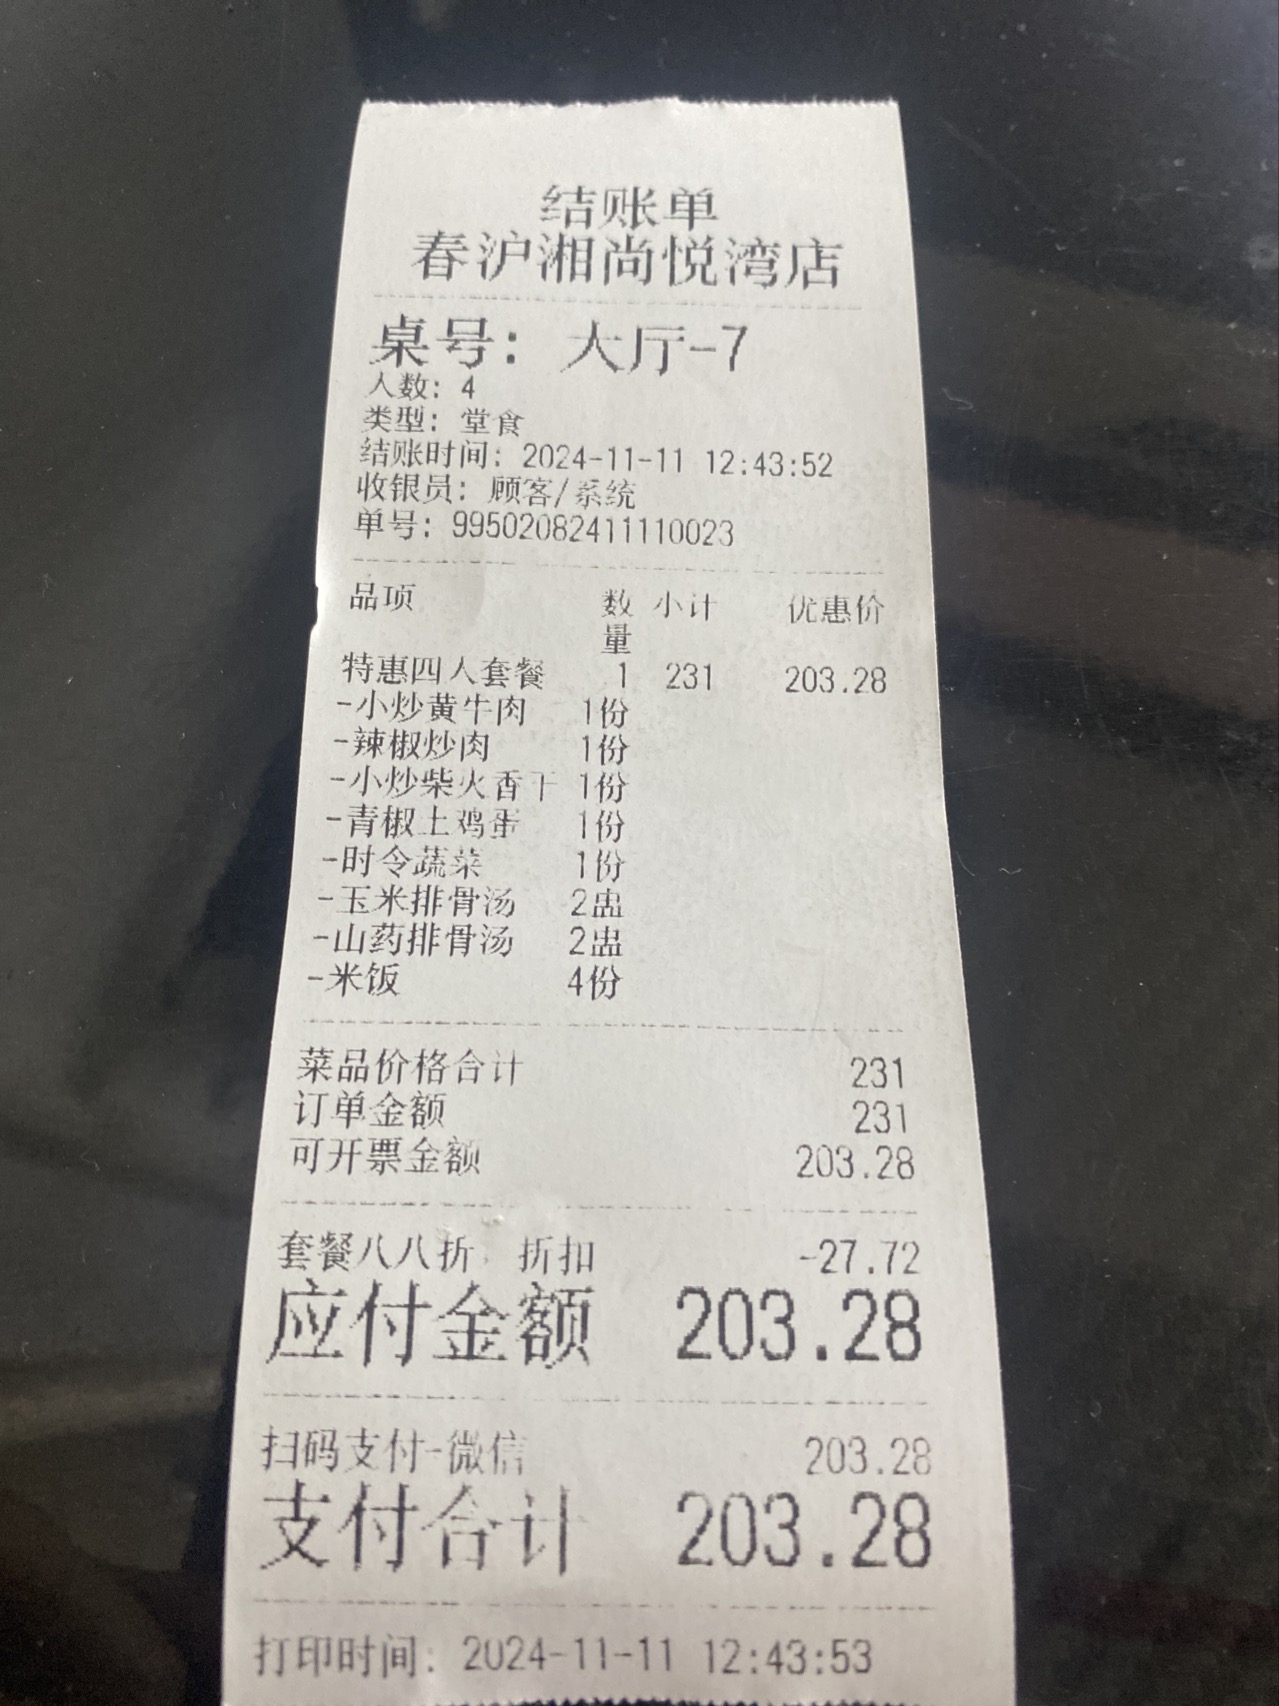 结账单
春沪湘尚悦湾店
桌号: 大厅-7
人数: 4
类型: 堂食
结账时间: 2024-11-11 12:43:52
收银员: 顾客/系统
单号: 99502082411110023
品项 数量 小计 优惠价
特惠四人套餐 1 231 203.28
-小炒黄牛肉 1份
-辣椒炒肉 1份
-小炒柴火香干 1份
-青椒土鸡蛋 1份
-时令蔬菜 1份
-玉米排骨汤 2盅
-山药排骨汤 2盅
-米饭 4份
菜品价格合计 231
订单金额 231
可开票金额 203.28
套餐八八折, 折扣 -27.72
应付金额 203.28
扫码支付-微信 203.28
支付合计 203.28
打印时间: 2024-11-11 12:43:53